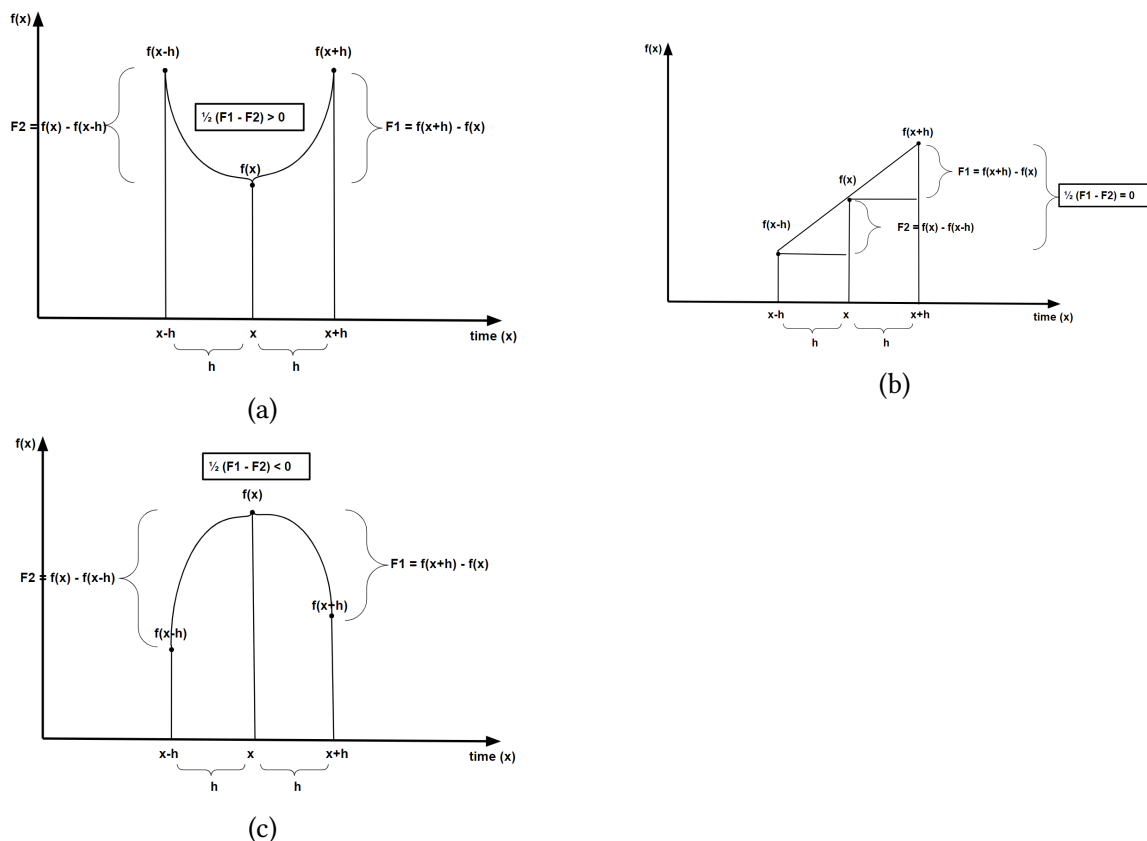 f(x)
f(x-h)
f(x+h)
½ (F1 - F2) > 0
F2 = f(x) - f(x-h)
F1 = f(x+h) - f(x)
f(x)
x-h
x
x+h
time (x)
h
h
(a)
f(x)
f(x+h)
F1 = f(x+h) - f(x)
f(x)
½ (F1 - F2) = 0
f(x-h)
F2 = f(x) - f(x-h)
x-h
x
x+h
time (x)
h
h
(b)
f(x)
½ (F1 - F2) < 0
f(x)
F1 = f(x+h) - f(x)
F2 = f(x) - f(x-h)
f(x+h)
f(x-h)
x-h
x
x+h
time (x)
h
h
(c)